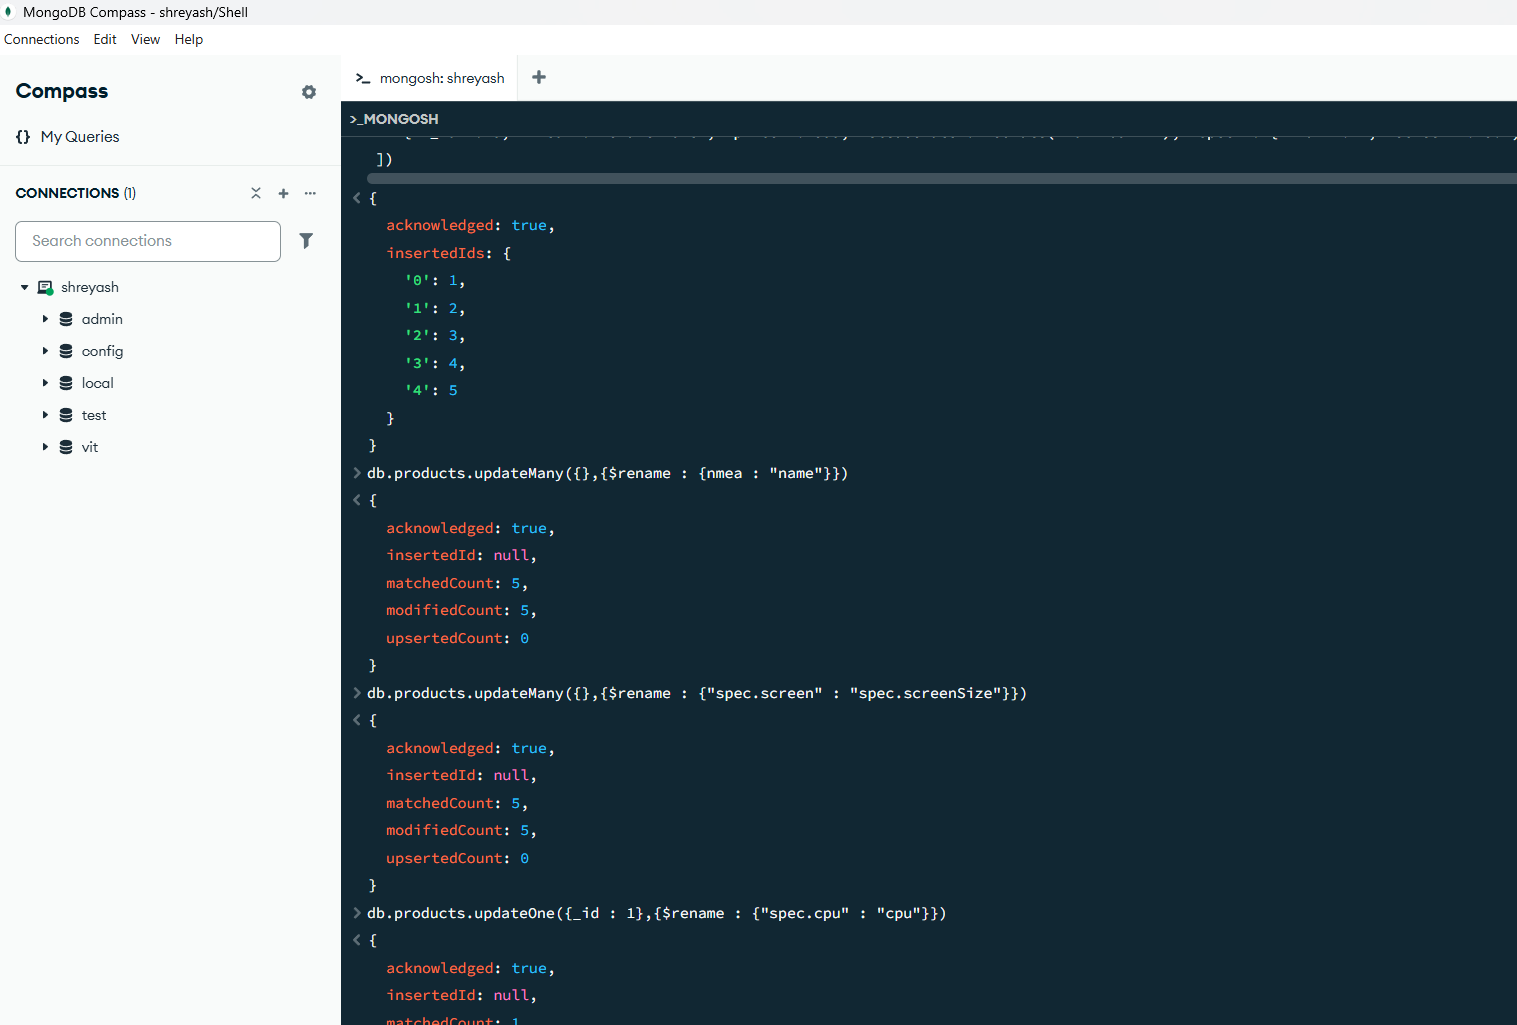 MongoDB Compass - shreyash/Shell
Connections Edit View Help
Compass
{} My Queries
CONNECTIONS (1)
Search connections
shreyash
admin
config
local
test
vit
>_ mongosh: shreyash +
>_MONGOSH
])
{
acknowledged: true,
insertedIds: {
'0': 1,
'1': 2,
'2': 3,
'3': 4,
'4': 5
}
}
> db.products.updateMany({},{$rename : {nmea : "name"}})
< {
acknowledged: true,
insertedId: null,
matchedCount: 5,
modifiedCount: 5,
upsertedCount: 0
}
> db.products.updateMany({},{$rename : {"spec.screen" : "spec.screenSize"}})
< {
acknowledged: true,
insertedId: null,
matchedCount: 5,
modifiedCount: 5,
upsertedCount: 0
}
> db.products.updateOne({_id : 1},{$rename : {"spec.cpu" : "cpu"}})
< {
acknowledged: true,
insertedId: null,
matchedCount: 1